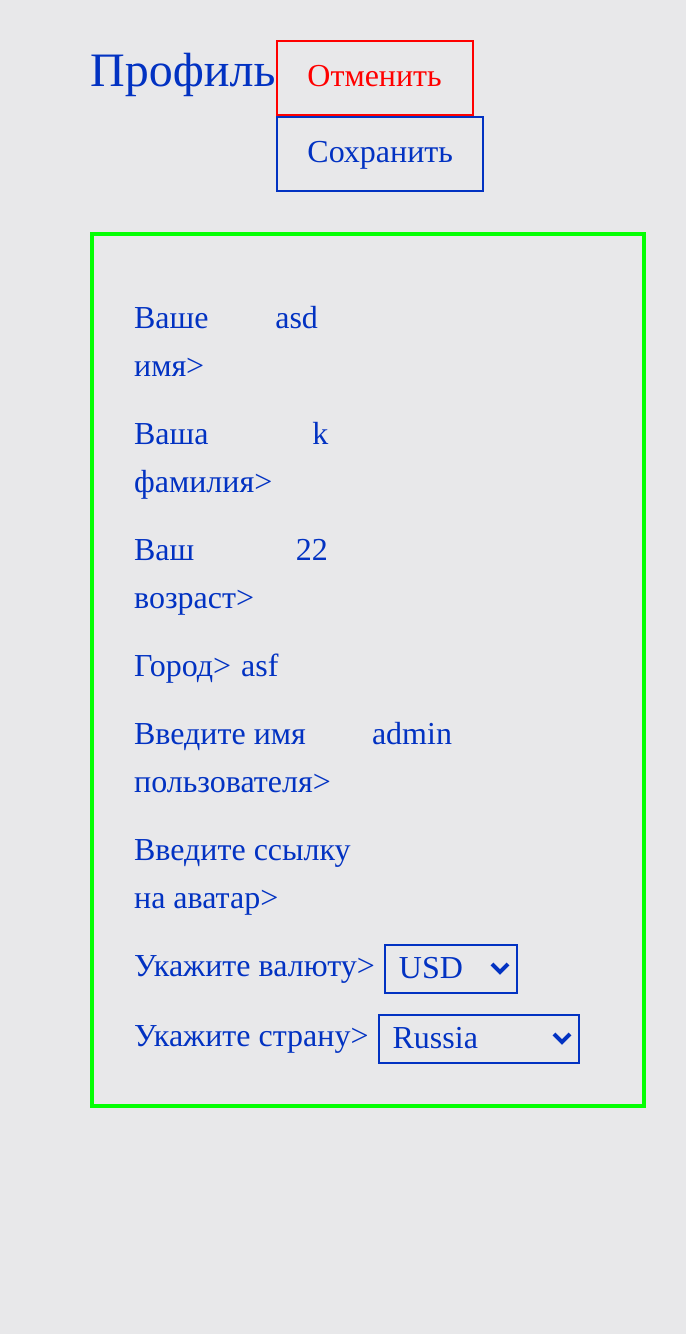 Профиль Отменить
Сохранить
Ваше asd
имя>
Ваша k
фамилия>
Ваш 22
возраст>
Город> asf
Введите имя admin
пользователя>
Введите ссылку
на аватар>
Укажите валюту> USD
Укажите страну> Russia